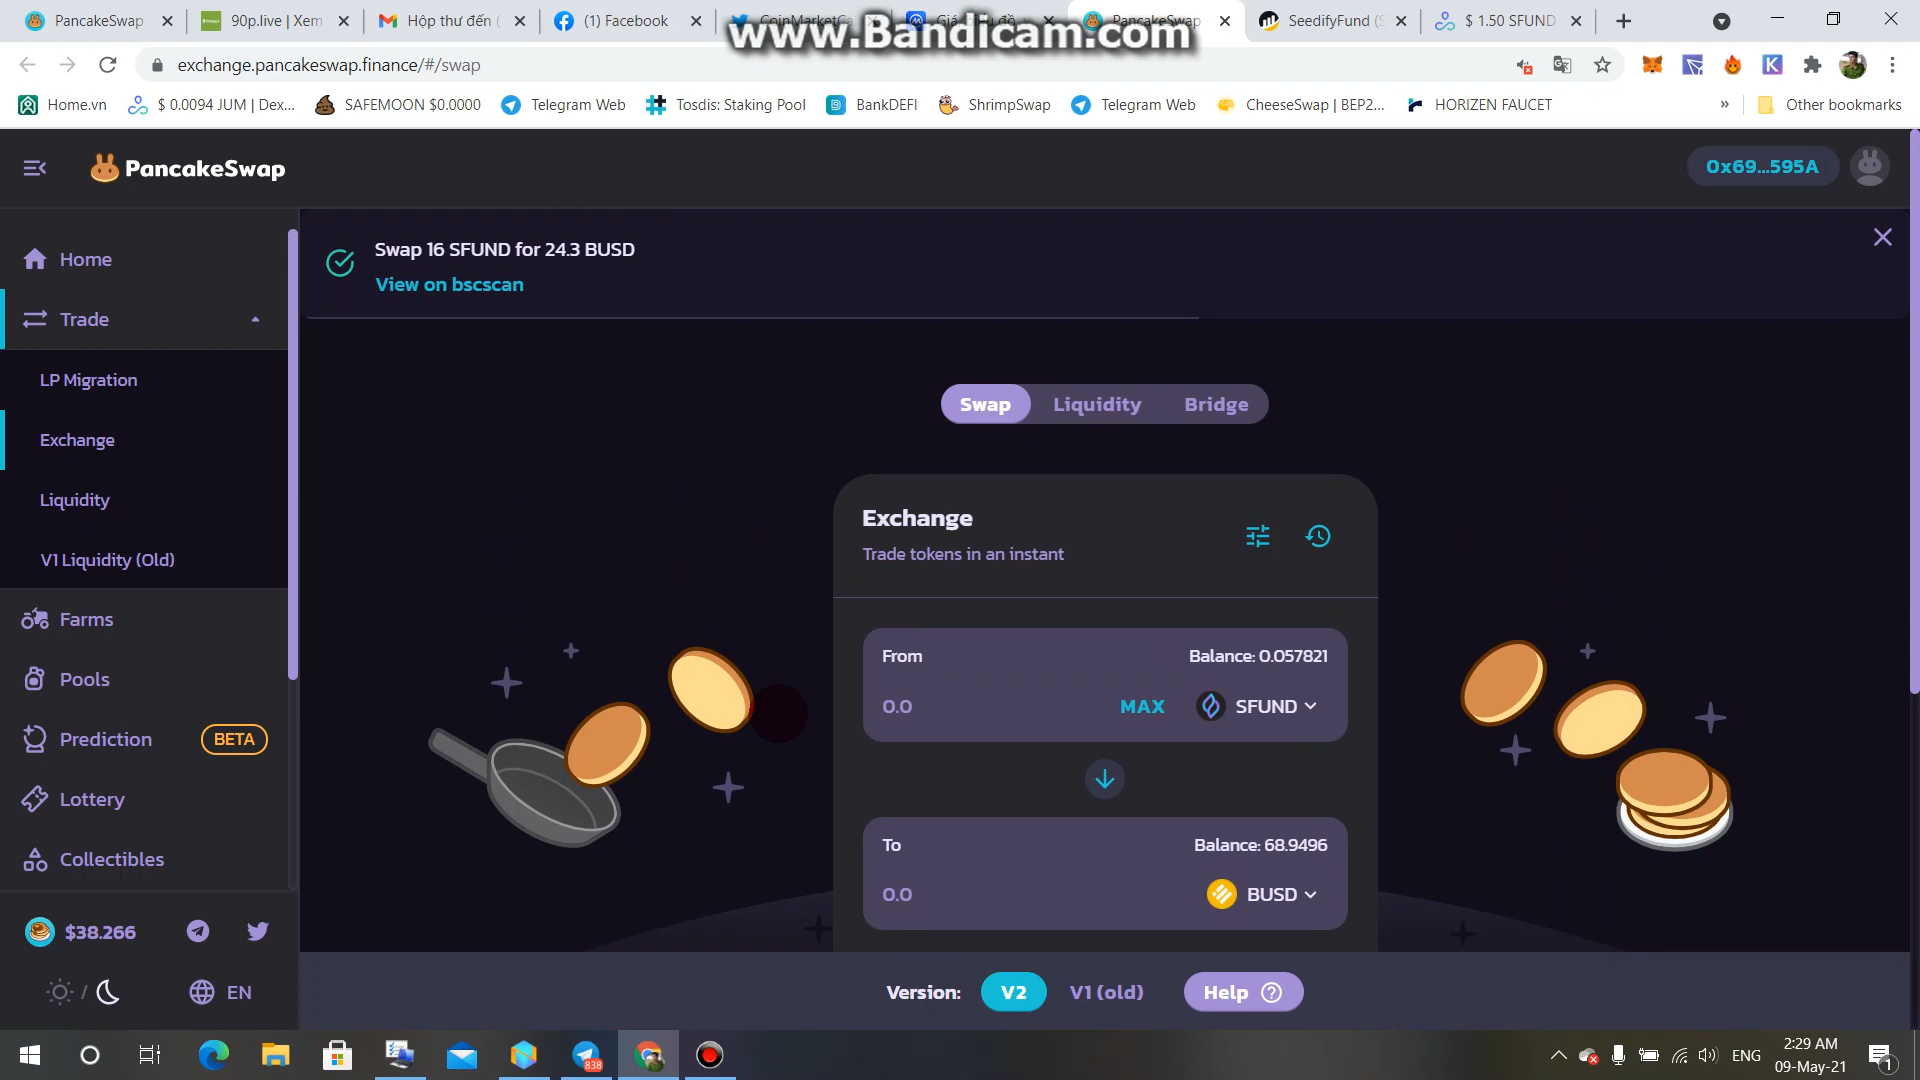 PancakeSwap
90p.live | Xem
Hộp thư đến (
(1) Facebook
CoinMarketCa
PancakeSwap
SeedifyFund (S
$ 1.50 SFUND
www.Bandicam.com
exchange.pancakeswap.finance/#/swap
Home.vn
$ 0.0094 JUM | Dex...
SAFEMOON $0.0000
Telegram Web
Tosdis: Staking Pool
BankDEFI
ShrimpSwap
Telegram Web
CheeseSwap | BEP2...
HORIZEN FAUCET
»
Other bookmarks
PancakeSwap
0x69...595A
Home
Trade
LP Migration
Exchange
Liquidity
V1 Liquidity (Old)
Farms
Pools
Prediction
BETA
Lottery
Collectibles
$38.266
/
EN
Swap 16 SFUND for 24.3 BUSD
View on bscscan
Swap
Liquidity
Bridge
Exchange
Trade tokens in an instant
From
Balance: 0.057821
0.0
MAX
SFUND
To
Balance: 68.9496
0.0
BUSD
Version:
V2
V1 (old)
Help ?
838
ENG
2:29 AM
09-May-21
1